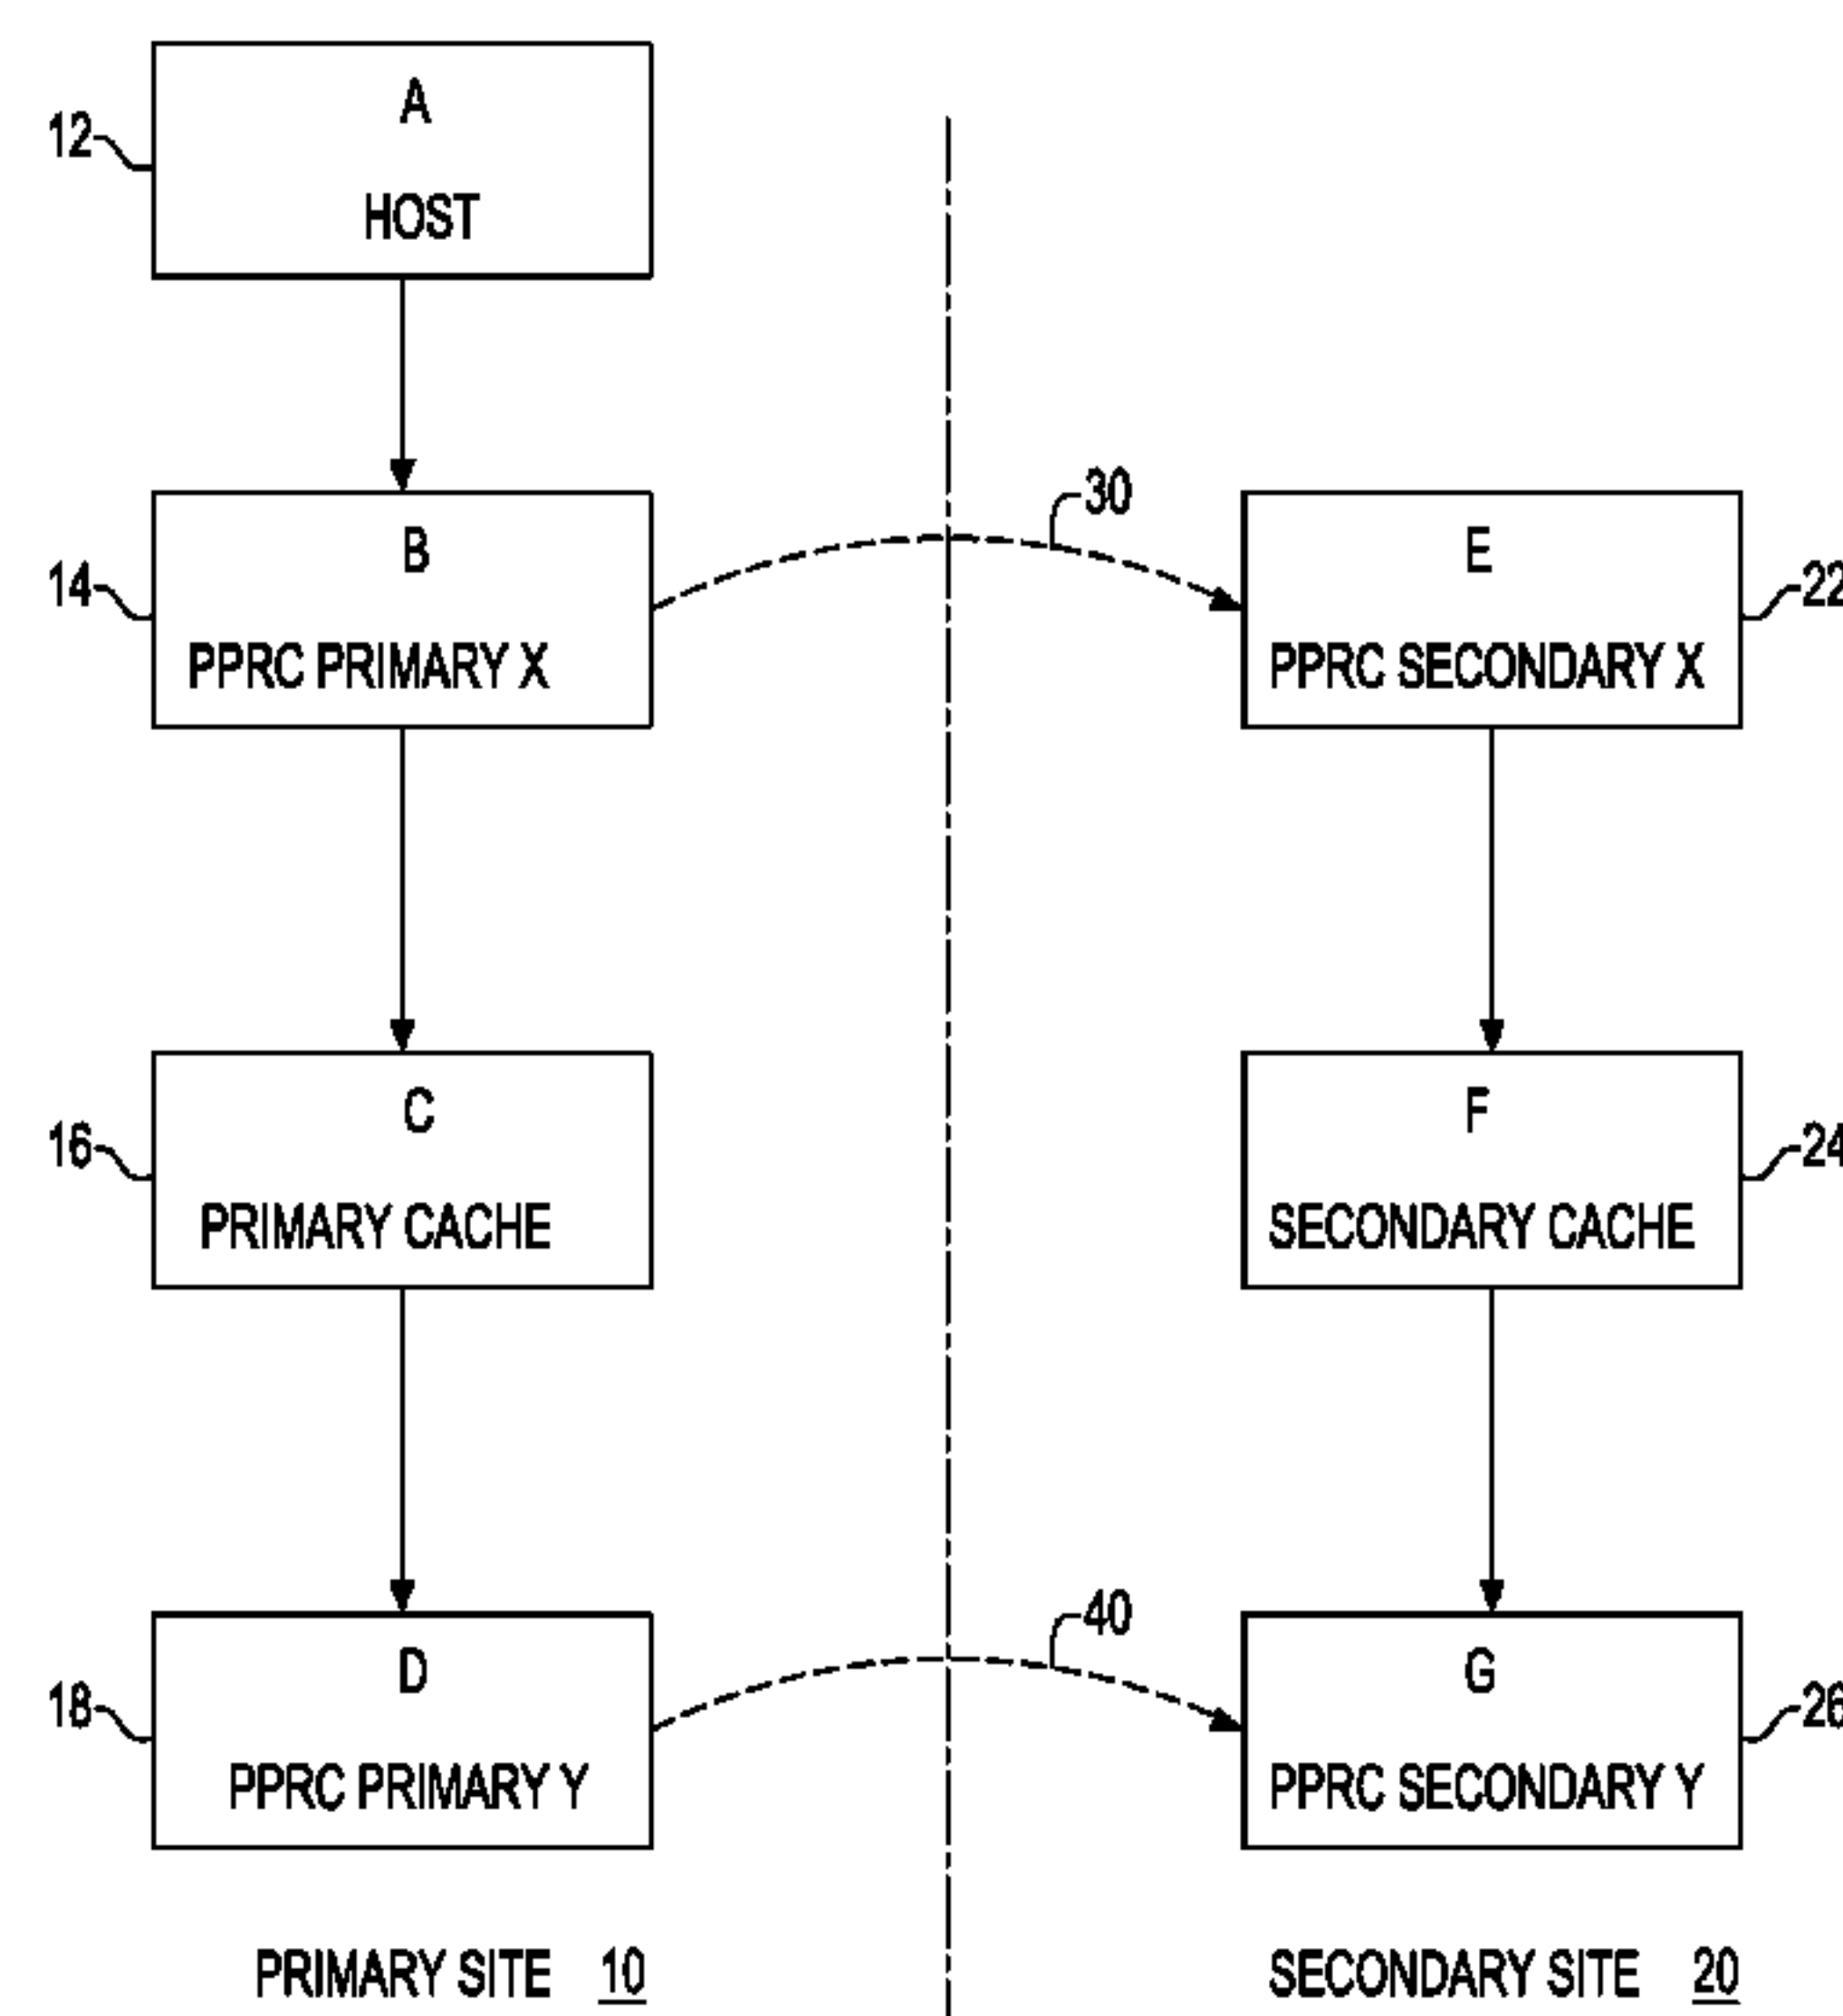 A
12
HOST
30
B
E
14
22
PPRC PRIMARY X
PPRC SECONDARY X
C
F
16
24
PRIMARY CACHE
SECONDARY CACHE
40
D
G
18
26
PPRC PRIMARY Y
PPRC SECONDARY Y
PRIMARY SITE 10
SECONDARY SITE 20